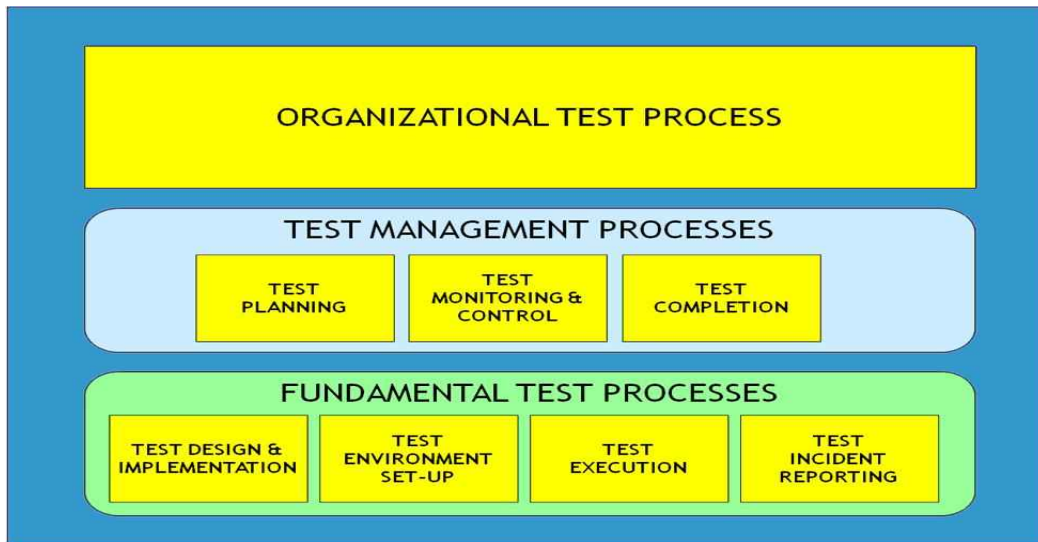 ORGANIZATIONAL TEST PROCESS
TEST MANAGEMENT PROCESSES
TEST
PLANNING
TEST
MONITORING &
CONTROL
TEST
COMPLETION
FUNDAMENTAL TEST PROCESSES
TEST DESIGN &
IMPLEMENTATION
TEST
ENVIRONMENT
SET-UP
TEST
EXECUTION
TEST
INCIDENT
REPORTING